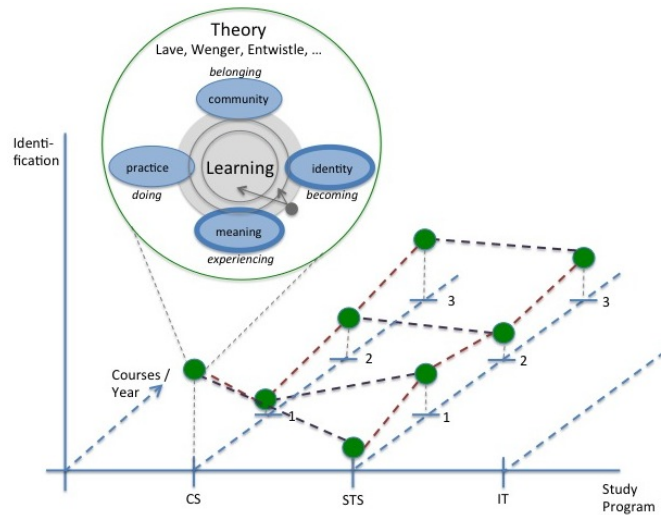 Theory
Lave, Wenger, Entwistle, ...
belonging
community
Identi-
fication
practice
Learning
identity
doing
becoming
meaning
experiencing
3
3
2
2
Courses /
Year
1
1
CS
STS
IT
Study
Program